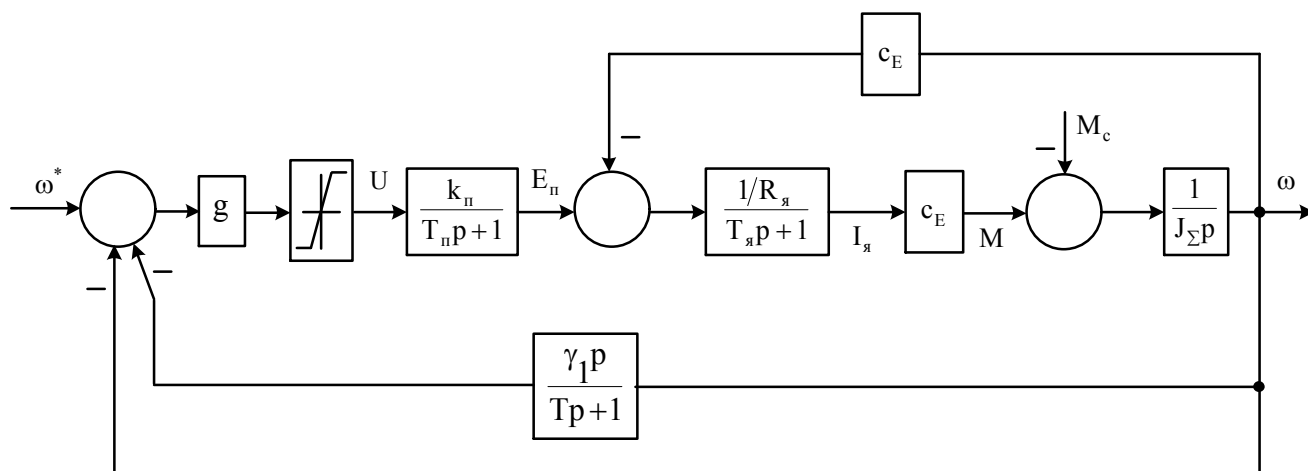 c_E
−
M_c
−
ω*
g
U
k_п
T_п p + 1
E_п
1/R_я
T_я p + 1
I_я
c_E
M
1
J_Σ p
ω
−
−
γ_1 p
Tp + 1